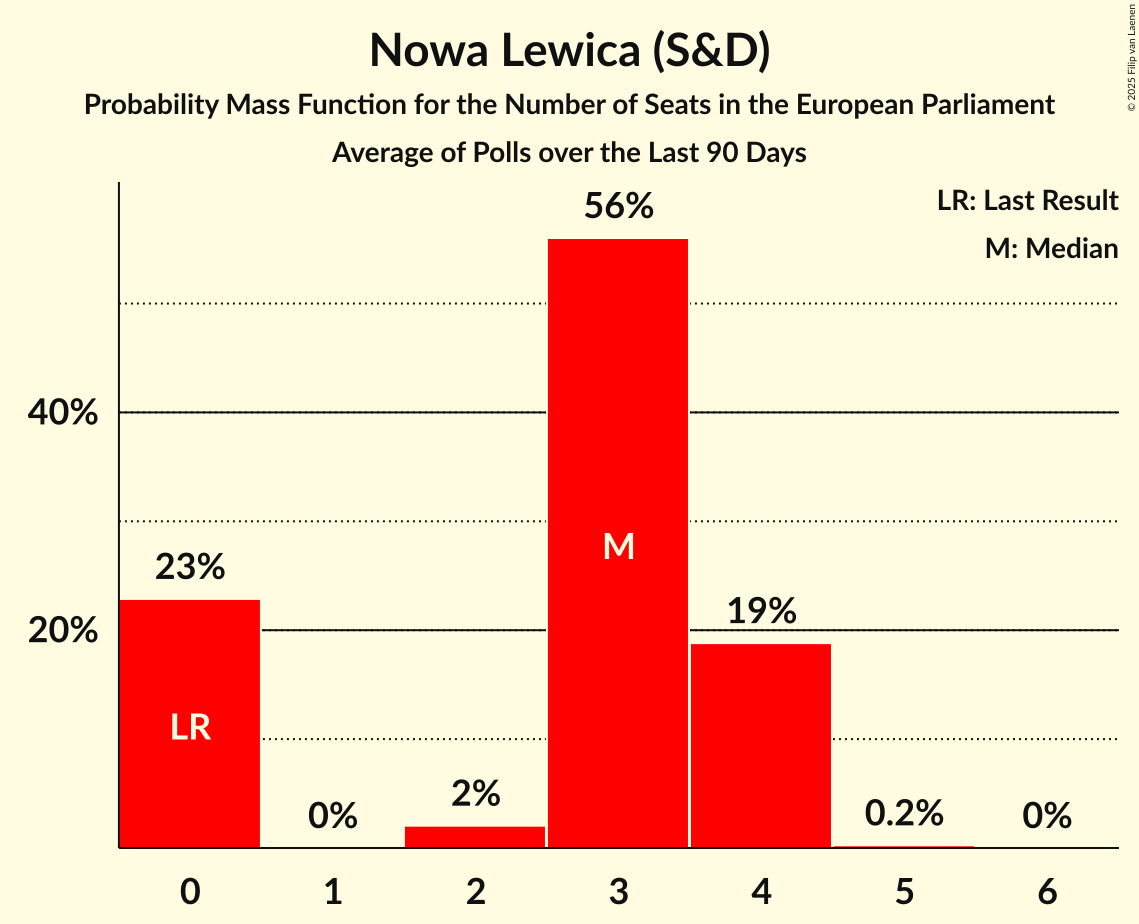 Nowa Lewica (S&D)
Probability Mass Function for the Number of Seats in the European Parliament
Average of Polls over the Last 90 Days
© 2025 Filip van Laenen
LR: Last Result
M: Median
56%
40%
M
23%
19%
20%
LR
2%
0%
0.2%
0%
0 1 2 3 4 5 6